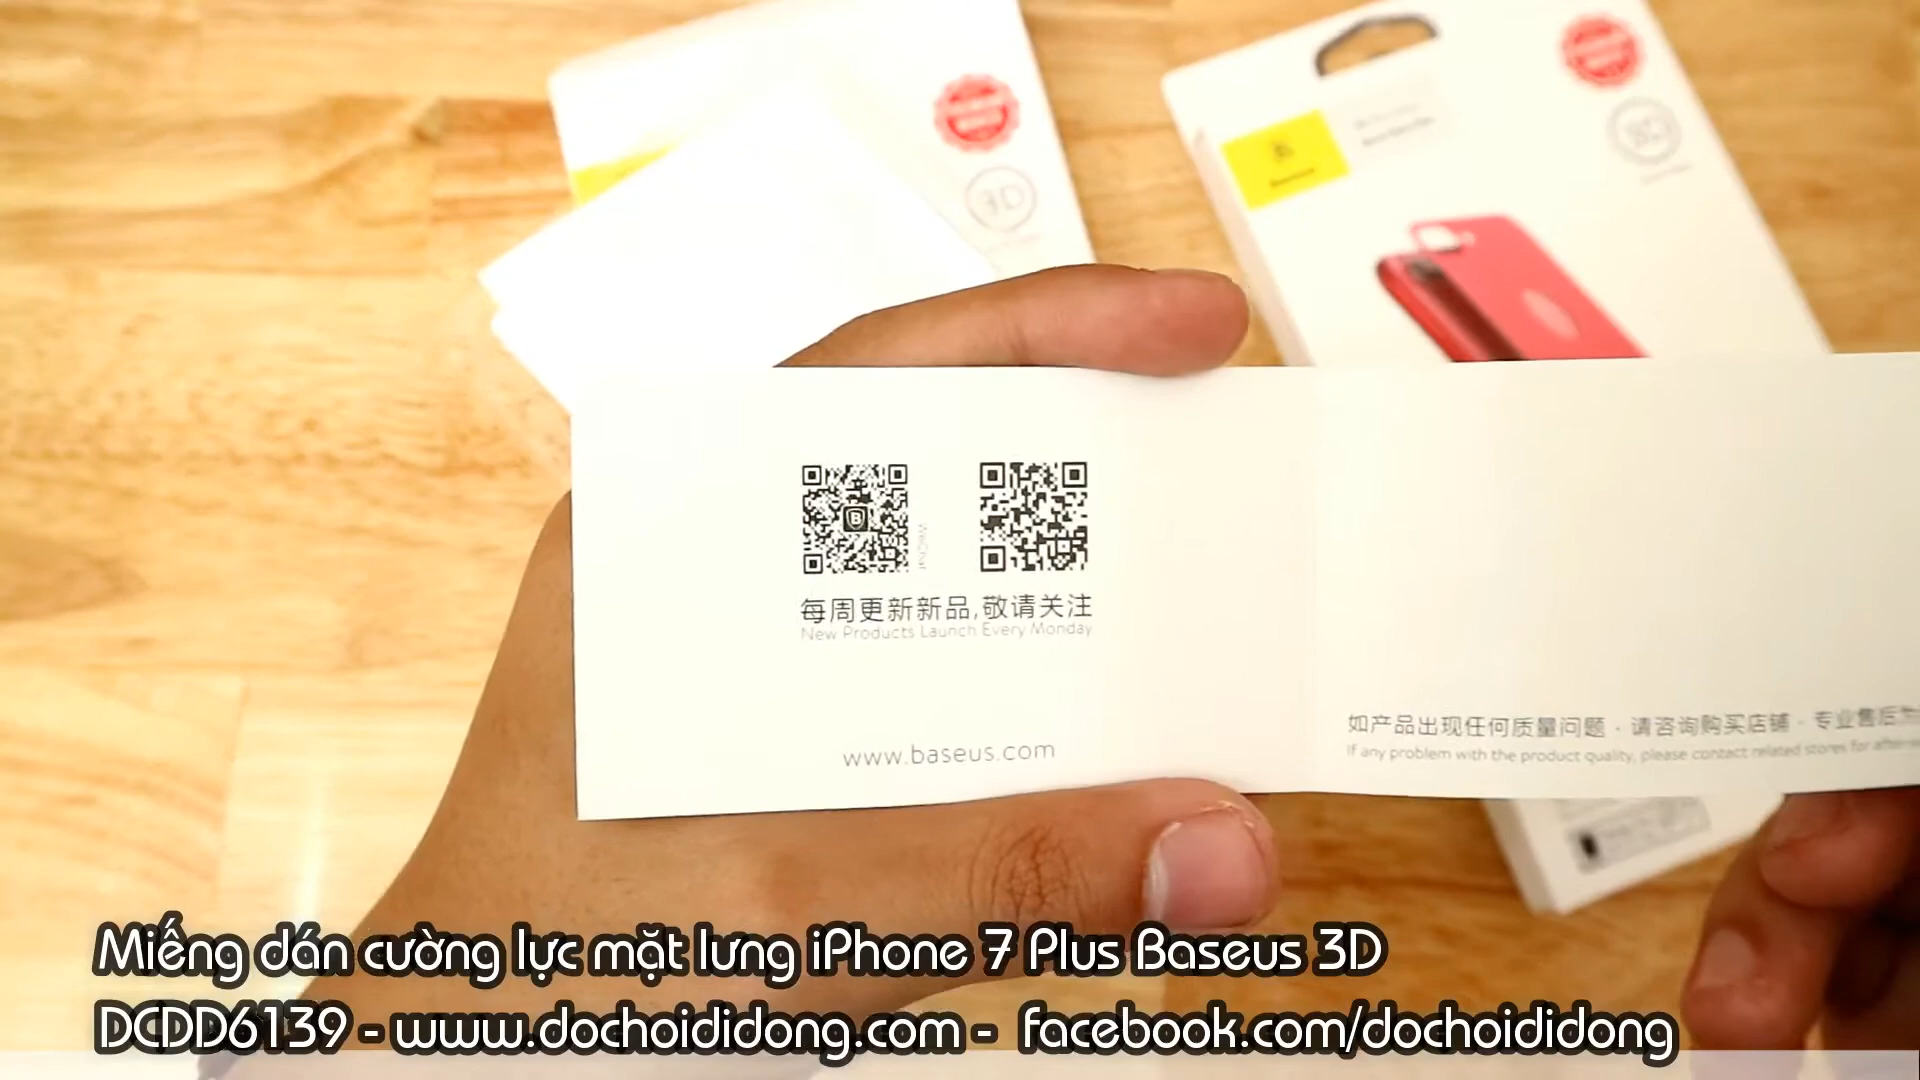 3D
WeChat
每周更新新品,敬请关注
New Products Launch Every Monday
www.baseus.com
如产品出现任何质量问题·请咨询购买店铺·专业售后为
If any problem with the product quality, please contact related stores for
Miếng dán cường lực mặt lưng iPhone 7 Plus Baseus 3D
DCDD6139 - www.dochoididong.com - facebook.com/dochoididong